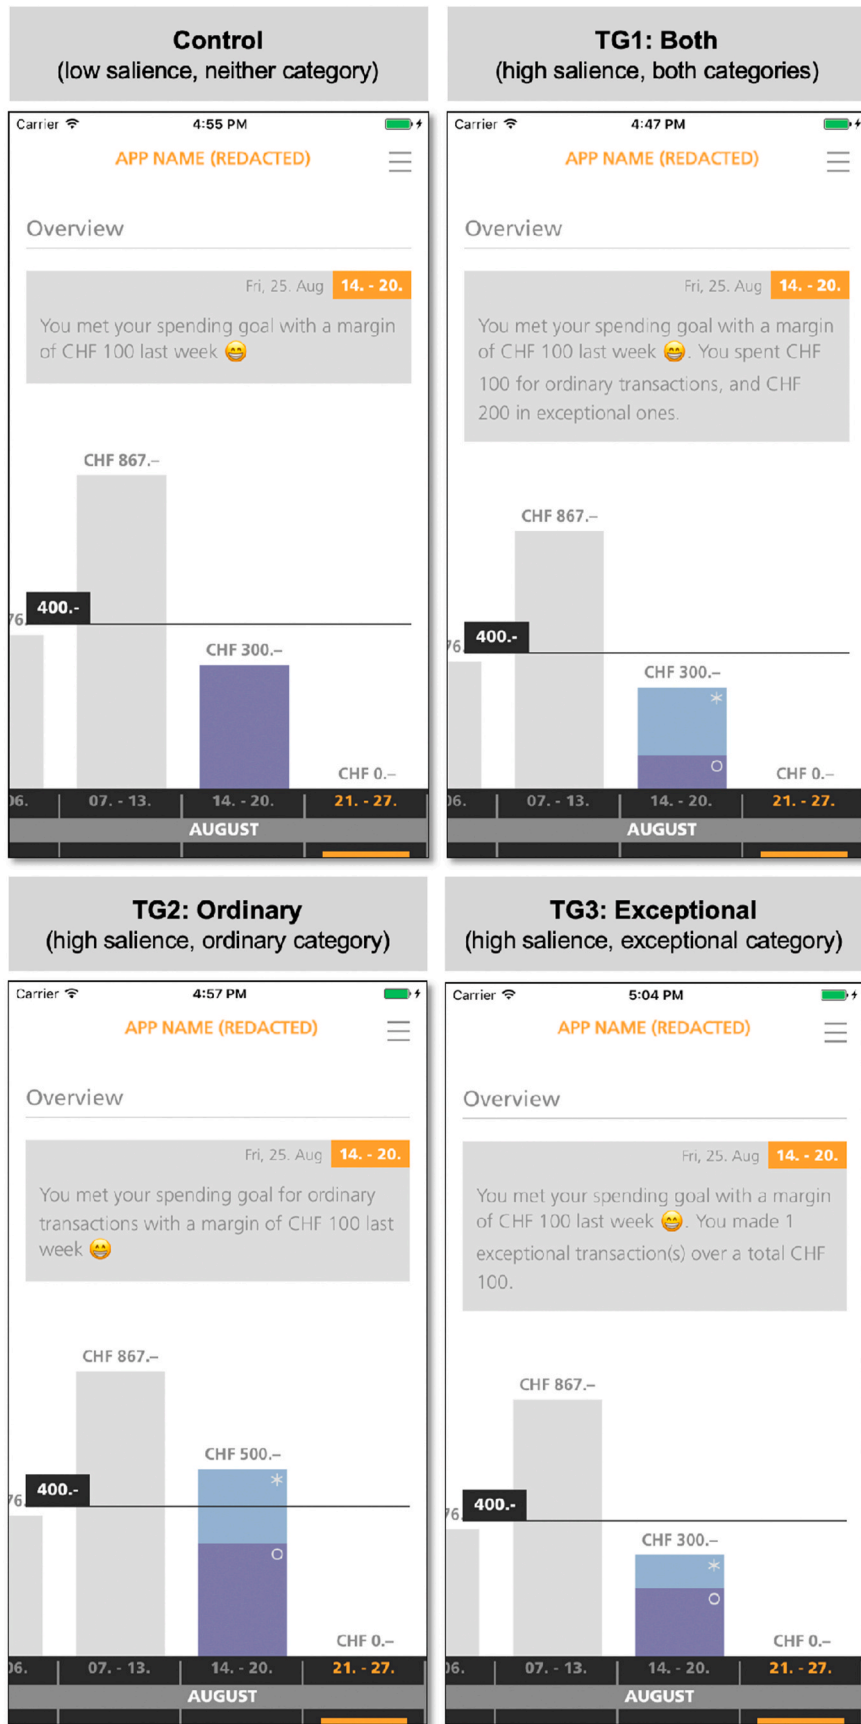 Control
(low salience, neither category)
Carrier 4:55 PM
APP NAME (REDACTED)
Overview
Fri, 25. Aug 14. - 20.
You met your spending goal with a margin
of CHF 100 last week 😁
CHF 867.–
76.
400.-
CHF 300.–
CHF 0.–
06. 07. - 13. 14. - 20. 21. - 27.
AUGUST
TG1: Both
(high salience, both categories)
Carrier 4:47 PM
APP NAME (REDACTED)
Overview
Fri, 25. Aug 14. - 20.
You met your spending goal with a margin
of CHF 100 last week 😁. You spent CHF
100 for ordinary transactions, and CHF
200 in exceptional ones.
CHF 867.–
76.
400.-
CHF 300.–
CHF 0.–
06. 07. - 13. 14. - 20. 21. - 27.
AUGUST
TG2: Ordinary
(high salience, ordinary category)
Carrier 4:57 PM
APP NAME (REDACTED)
Overview
Fri, 25. Aug 14. - 20.
You met your spending goal for ordinary
transactions with a margin of CHF 100 last
week 😁
CHF 867.–
CHF 500.–
400.-
76.
CHF 0.–
06. 07. - 13. 14. - 20. 21. - 27.
AUGUST
TG3: Exceptional
(high salience, exceptional category)
Carrier 5:04 PM
APP NAME (REDACTED)
Overview
Fri, 25. Aug 14. - 20.
You met your spending goal with a margin
of CHF 100 last week 😁. You made 1
exceptional transaction(s) over a total CHF
100.
CHF 867.–
400.-
76.
CHF 300.–
CHF 0.–
06. 07. - 13. 14. - 20. 21. - 27.
AUGUST